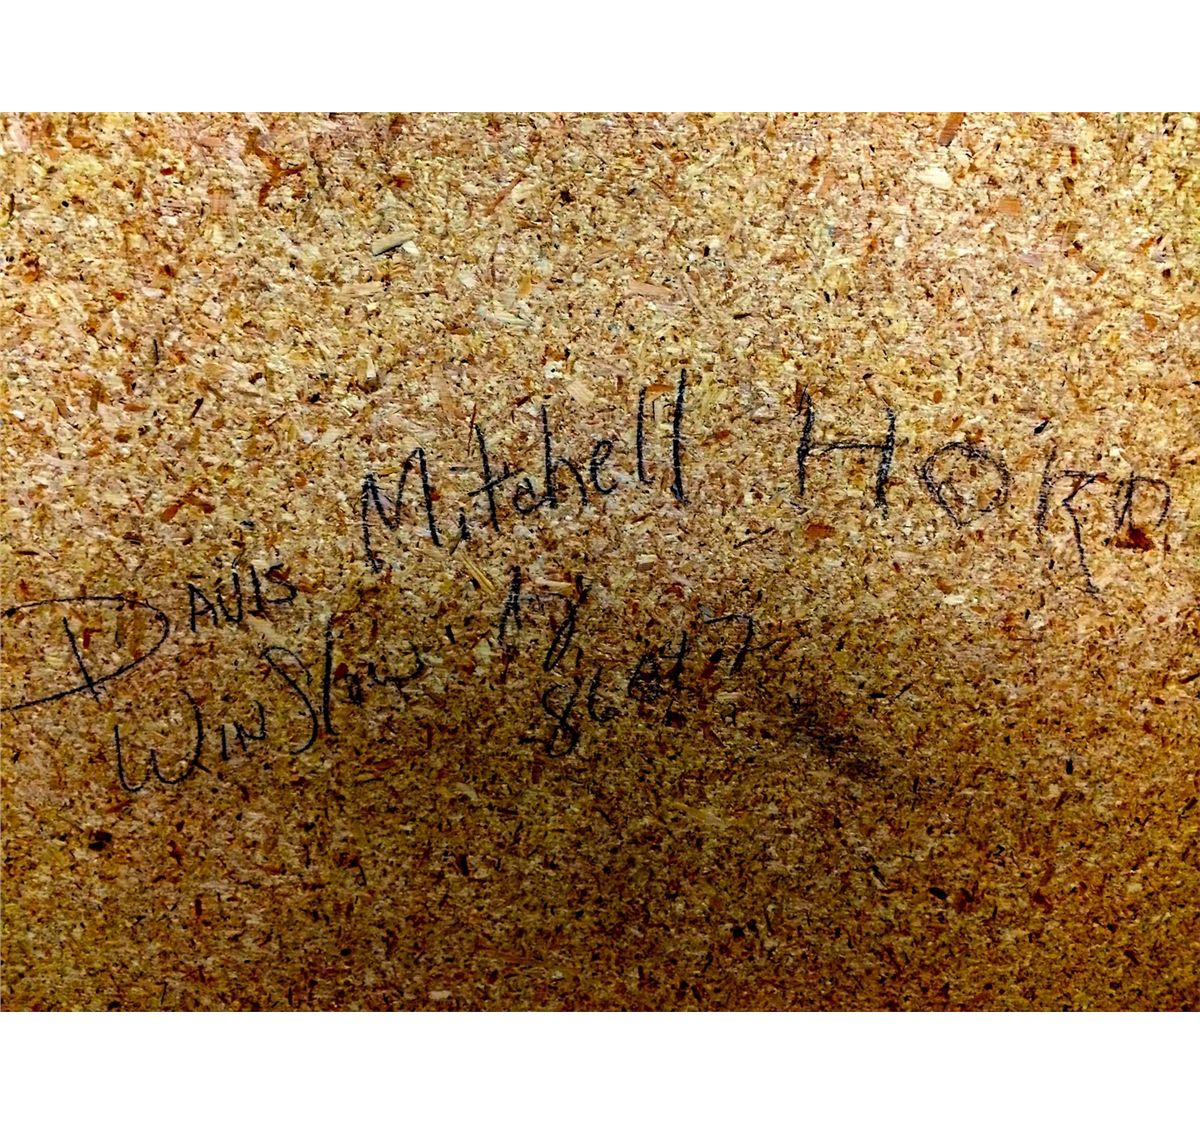 DAVis Mitchell HORD
WINSlow AZ
86047